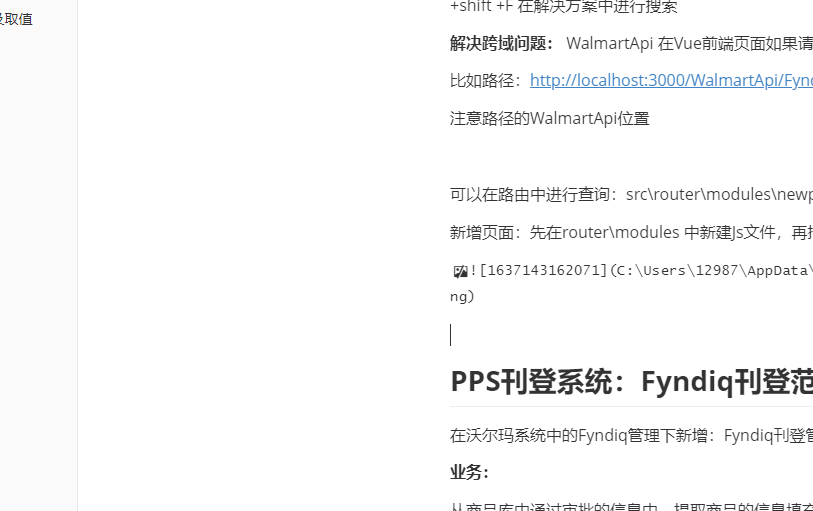 +shift +F 在解决方案中进行搜索
取值
解决跨域问题： WalmartApi 在Vue前端页面如果请
比如路径：http://localhost:3000/WalmartApi/Fynd
注意路径的WalmartApi位置
可以在路由中进行查询：src\router\modules\newp
新增页面：先在router\modules 中新建Js文件，再
![1637143162071](C:\Users\12987\AppData\
ng)
PPS刊登系统：Fyndiq刊登范
在沃尔玛系统中的Fyndiq管理下新增：Fyndiq刊登管
业务：
从商品库中通过审批的信息中，提取商品的信息填充